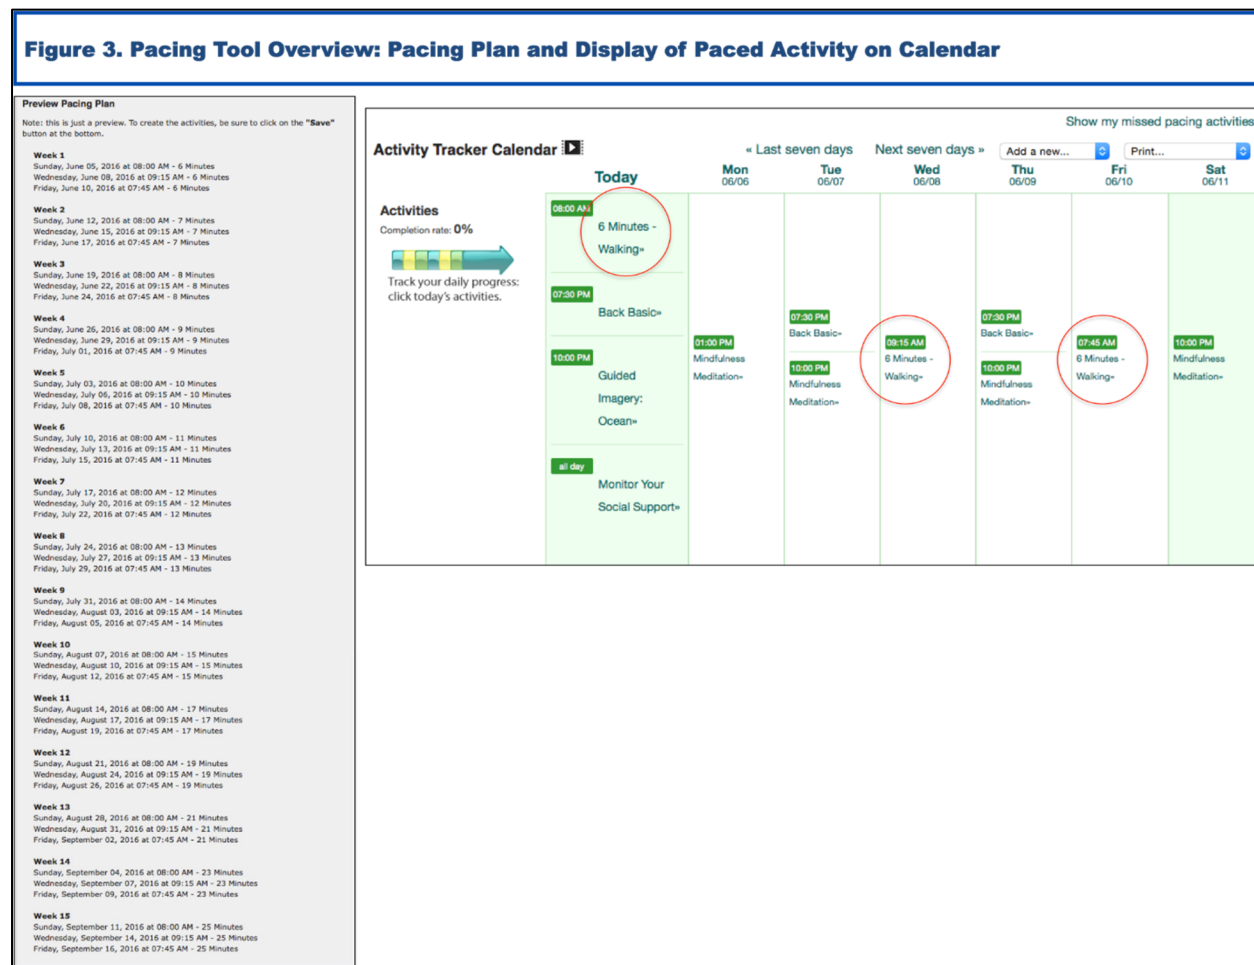 Figure 3. Pacing Tool Overview: Pacing Plan and Display of Paced Activity on Calendar
Preview Pacing Plan
Note: this is just a preview. To create the activities, be sure to click on the "Save"
button at the bottom.
Week 1
Sunday, June 05, 2016 at 08:00 AM - 6 Minutes
Wednesday, June 08, 2016 at 09:15 AM - 6 Minutes
Friday, June 10, 2016 at 07:45 AM - 6 Minutes
Week 2
Sunday, June 12, 2016 at 08:00 AM - 7 Minutes
Wednesday, June 15, 2016 at 09:15 AM - 7 Minutes
Friday, June 17, 2016 at 07:45 AM - 7 Minutes
Week 3
Sunday, June 19, 2016 at 08:00 AM - 8 Minutes
Wednesday, June 22, 2016 at 09:15 AM - 8 Minutes
Friday, June 24, 2016 at 07:45 AM - 8 Minutes
Week 4
Sunday, June 26, 2016 at 08:00 AM - 9 Minutes
Wednesday, June 29, 2016 at 09:15 AM - 9 Minutes
Friday, July 01, 2016 at 07:45 AM - 9 Minutes
Week 5
Sunday, July 03, 2016 at 08:00 AM - 10 Minutes
Wednesday, July 06, 2016 at 09:15 AM - 10 Minutes
Friday, July 08, 2016 at 07:45 AM - 10 Minutes
Week 6
Sunday, July 10, 2016 at 08:00 AM - 11 Minutes
Wednesday, July 13, 2016 at 09:15 AM - 11 Minutes
Friday, July 15, 2016 at 07:45 AM - 11 Minutes
Week 7
Sunday, July 17, 2016 at 08:00 AM - 12 Minutes
Wednesday, July 20, 2016 at 09:15 AM - 12 Minutes
Friday, July 22, 2016 at 07:45 AM - 12 Minutes
Week 8
Sunday, July 24, 2016 at 08:00 AM - 13 Minutes
Wednesday, July 27, 2016 at 09:15 AM - 13 Minutes
Friday, July 29, 2016 at 07:45 AM - 13 Minutes
Week 9
Sunday, July 31, 2016 at 08:00 AM - 14 Minutes
Wednesday, August 03, 2016 at 09:15 AM - 14 Minutes
Friday, August 05, 2016 at 07:45 AM - 14 Minutes
Week 10
Sunday, August 07, 2016 at 08:00 AM - 15 Minutes
Wednesday, August 10, 2016 at 09:15 AM - 15 Minutes
Friday, August 12, 2016 at 07:45 AM - 15 Minutes
Week 11
Sunday, August 14, 2016 at 08:00 AM - 17 Minutes
Wednesday, August 17, 2016 at 09:15 AM - 17 Minutes
Friday, August 19, 2016 at 07:45 AM - 17 Minutes
Week 12
Sunday, August 21, 2016 at 08:00 AM - 19 Minutes
Wednesday, August 24, 2016 at 09:15 AM - 19 Minutes
Friday, August 26, 2016 at 07:45 AM - 19 Minutes
Week 13
Sunday, August 28, 2016 at 08:00 AM - 21 Minutes
Wednesday, August 31, 2016 at 09:15 AM - 21 Minutes
Friday, September 02, 2016 at 07:45 AM - 21 Minutes
Week 14
Sunday, September 04, 2016 at 08:00 AM - 23 Minutes
Wednesday, September 07, 2016 at 09:15 AM - 23 Minutes
Friday, September 09, 2016 at 07:45 AM - 23 Minutes
Week 15
Sunday, September 11, 2016 at 08:00 AM - 25 Minutes
Wednesday, September 14, 2016 at 09:15 AM - 25 Minutes
Friday, September 16, 2016 at 07:45 AM - 25 Minutes
Show my missed pacing activities
Activity Tracker Calendar
« Last seven days Next seven days » Add a new... Print...
Today
Mon
06/06
Tue
06/07
Wed
06/08
Thu
06/09
Fri
06/10
Sat
06/11
Activities
Completion rate: 0%
Track your daily progress:
click today's activities.
08:00 AM
6 Minutes -
Walking»
07:30 PM
Back Basic»
10:00 PM
Guided
Imagery:
Ocean»
all day
Monitor Your
Social Support»
01:00 PM
Mindfulness
Meditation»
07:30 PM
Back Basic»
10:00 PM
Mindfulness
Meditation»
09:15 AM
6 Minutes -
Walking»
07:30 PM
Back Basic»
10:00 PM
Mindfulness
Meditation»
07:45 AM
6 Minutes -
Walking»
10:00 PM
Mindfulness
Meditation»